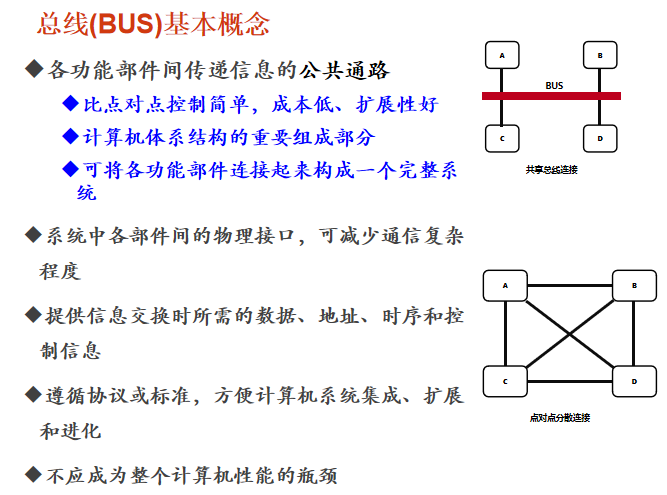 总线(BUS)基本概念
◆各功能部件间传递信息的公共通路
◆比点对点控制简单，成本低、扩展性好
◆计算机体系结构的重要组成部分
◆可将各功能部件连接起来构成一个完整系
统
◆系统中各部件间的物理接口，可减少通信复杂
程度
◆提供信息交换时所需的数据、地址、时序和控
制信息
◆遵循协议或标准，方便计算机系统集成、扩展
和进化
◆不应成为整个计算机性能的瓶颈
A
B
BUS
C
D
共享总线连接
A
B
C
D
点对点分散连接